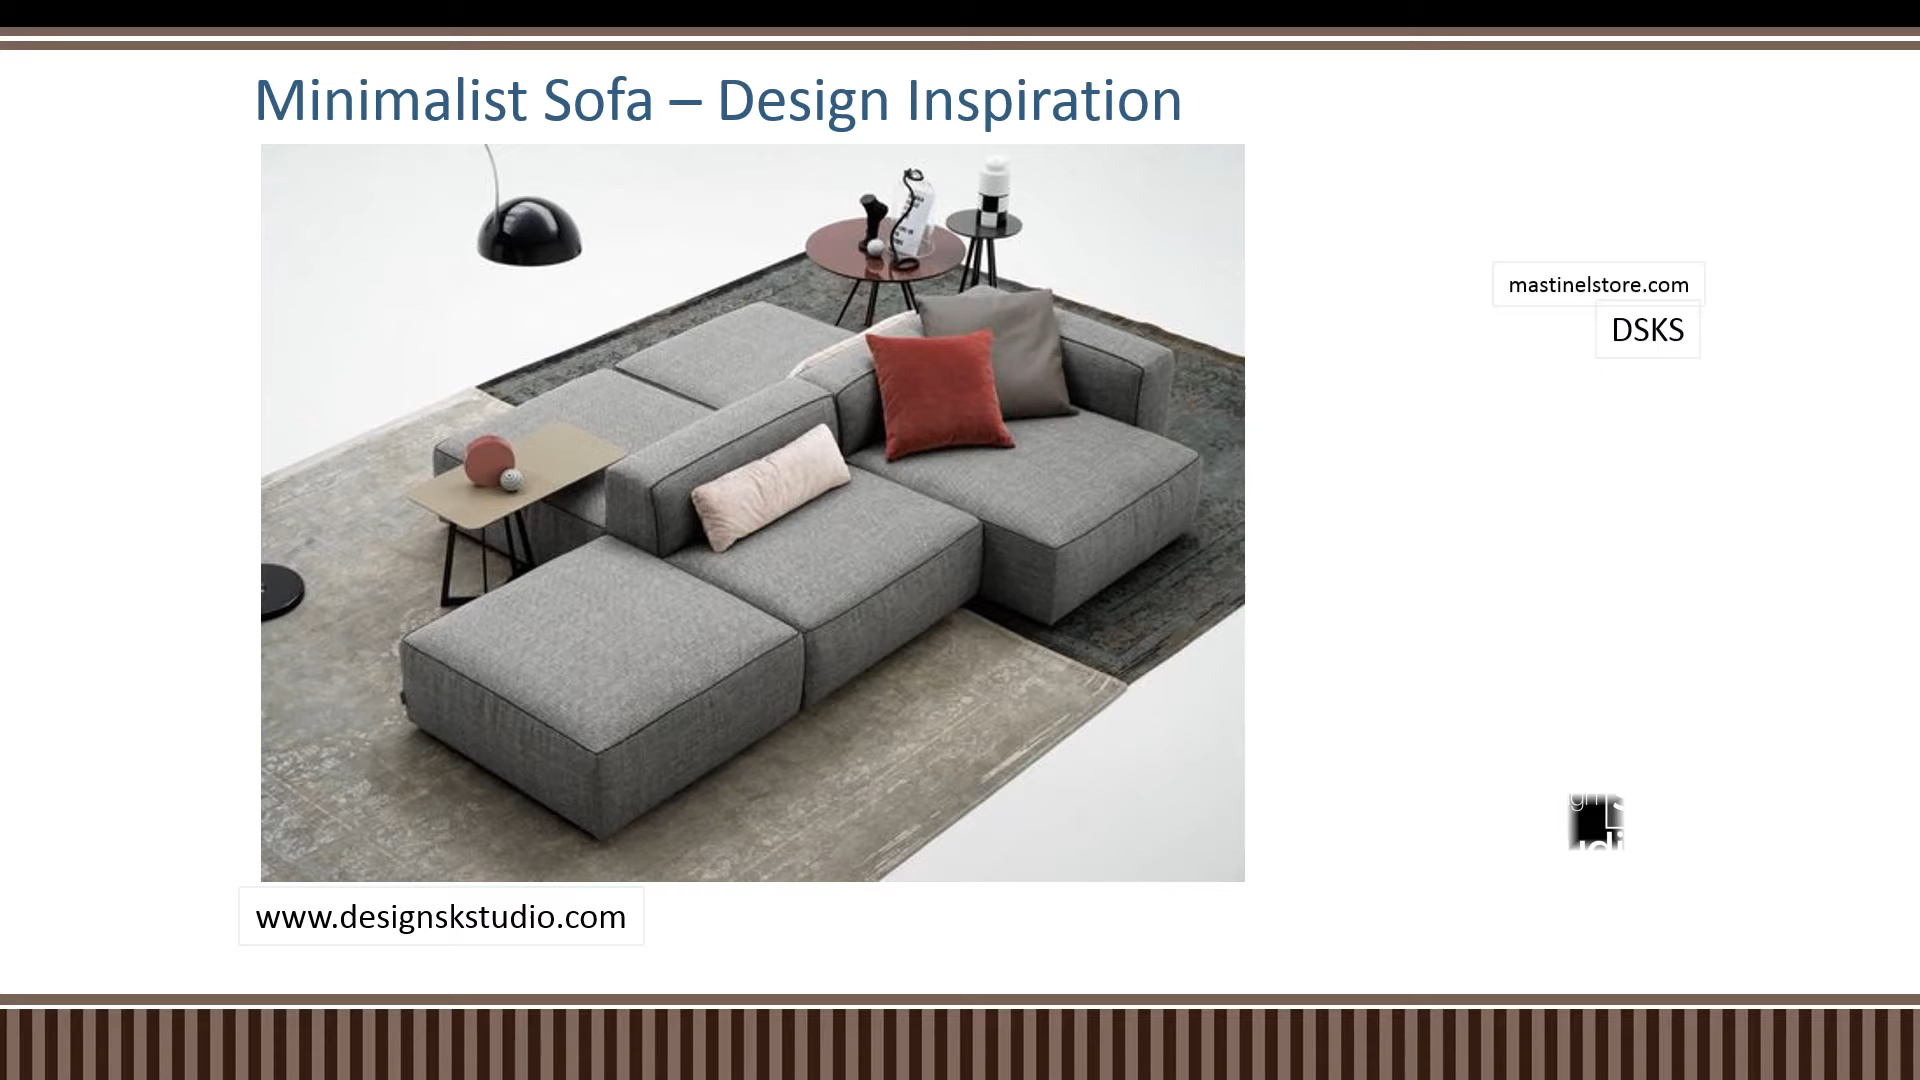 Minimalist Sofa – Design Inspiration
mastinelstore.com
DSKS
www.designskstudio.com